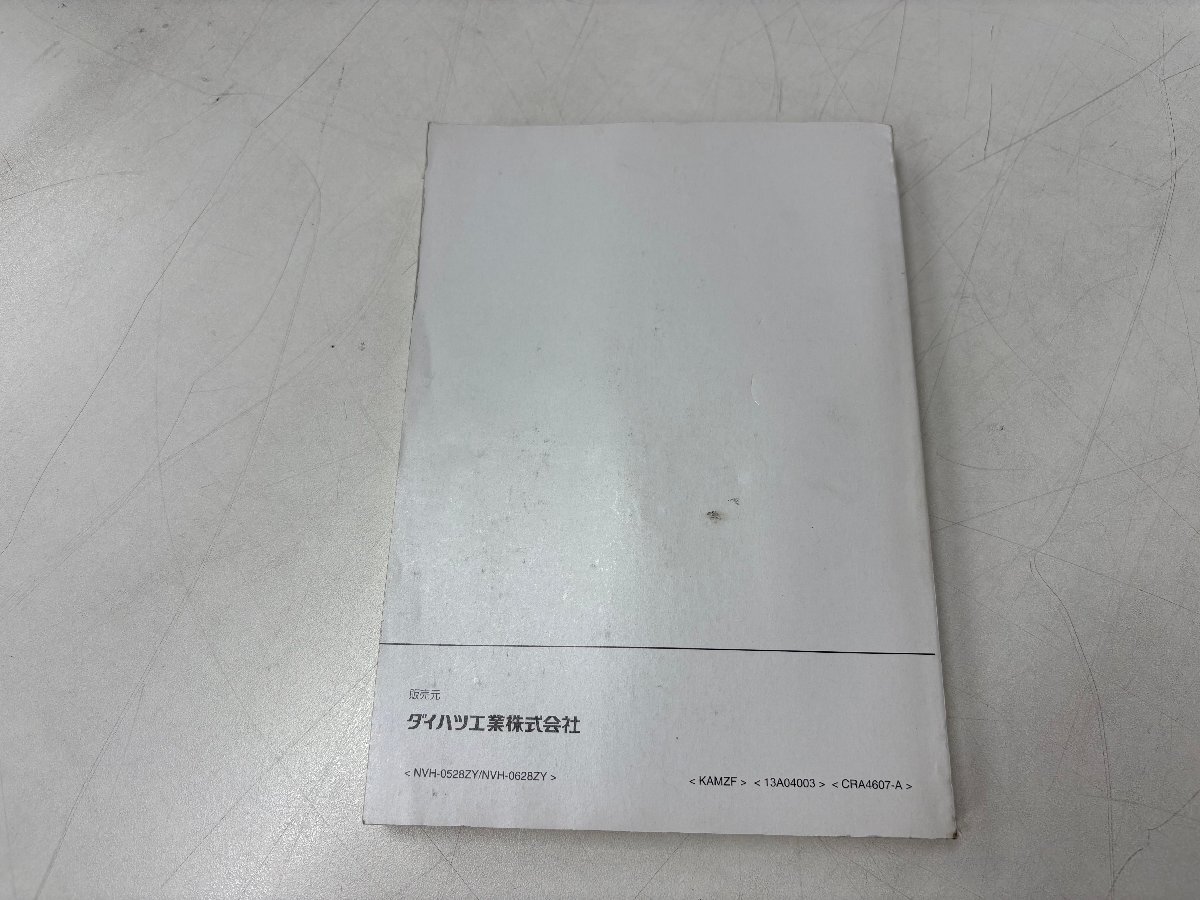 販売元
ダイハツ工業株式会社
< NVH-0528ZY/NVH-0628ZY >
< KAMZF > < 13A04003 > < CRA4607-A >